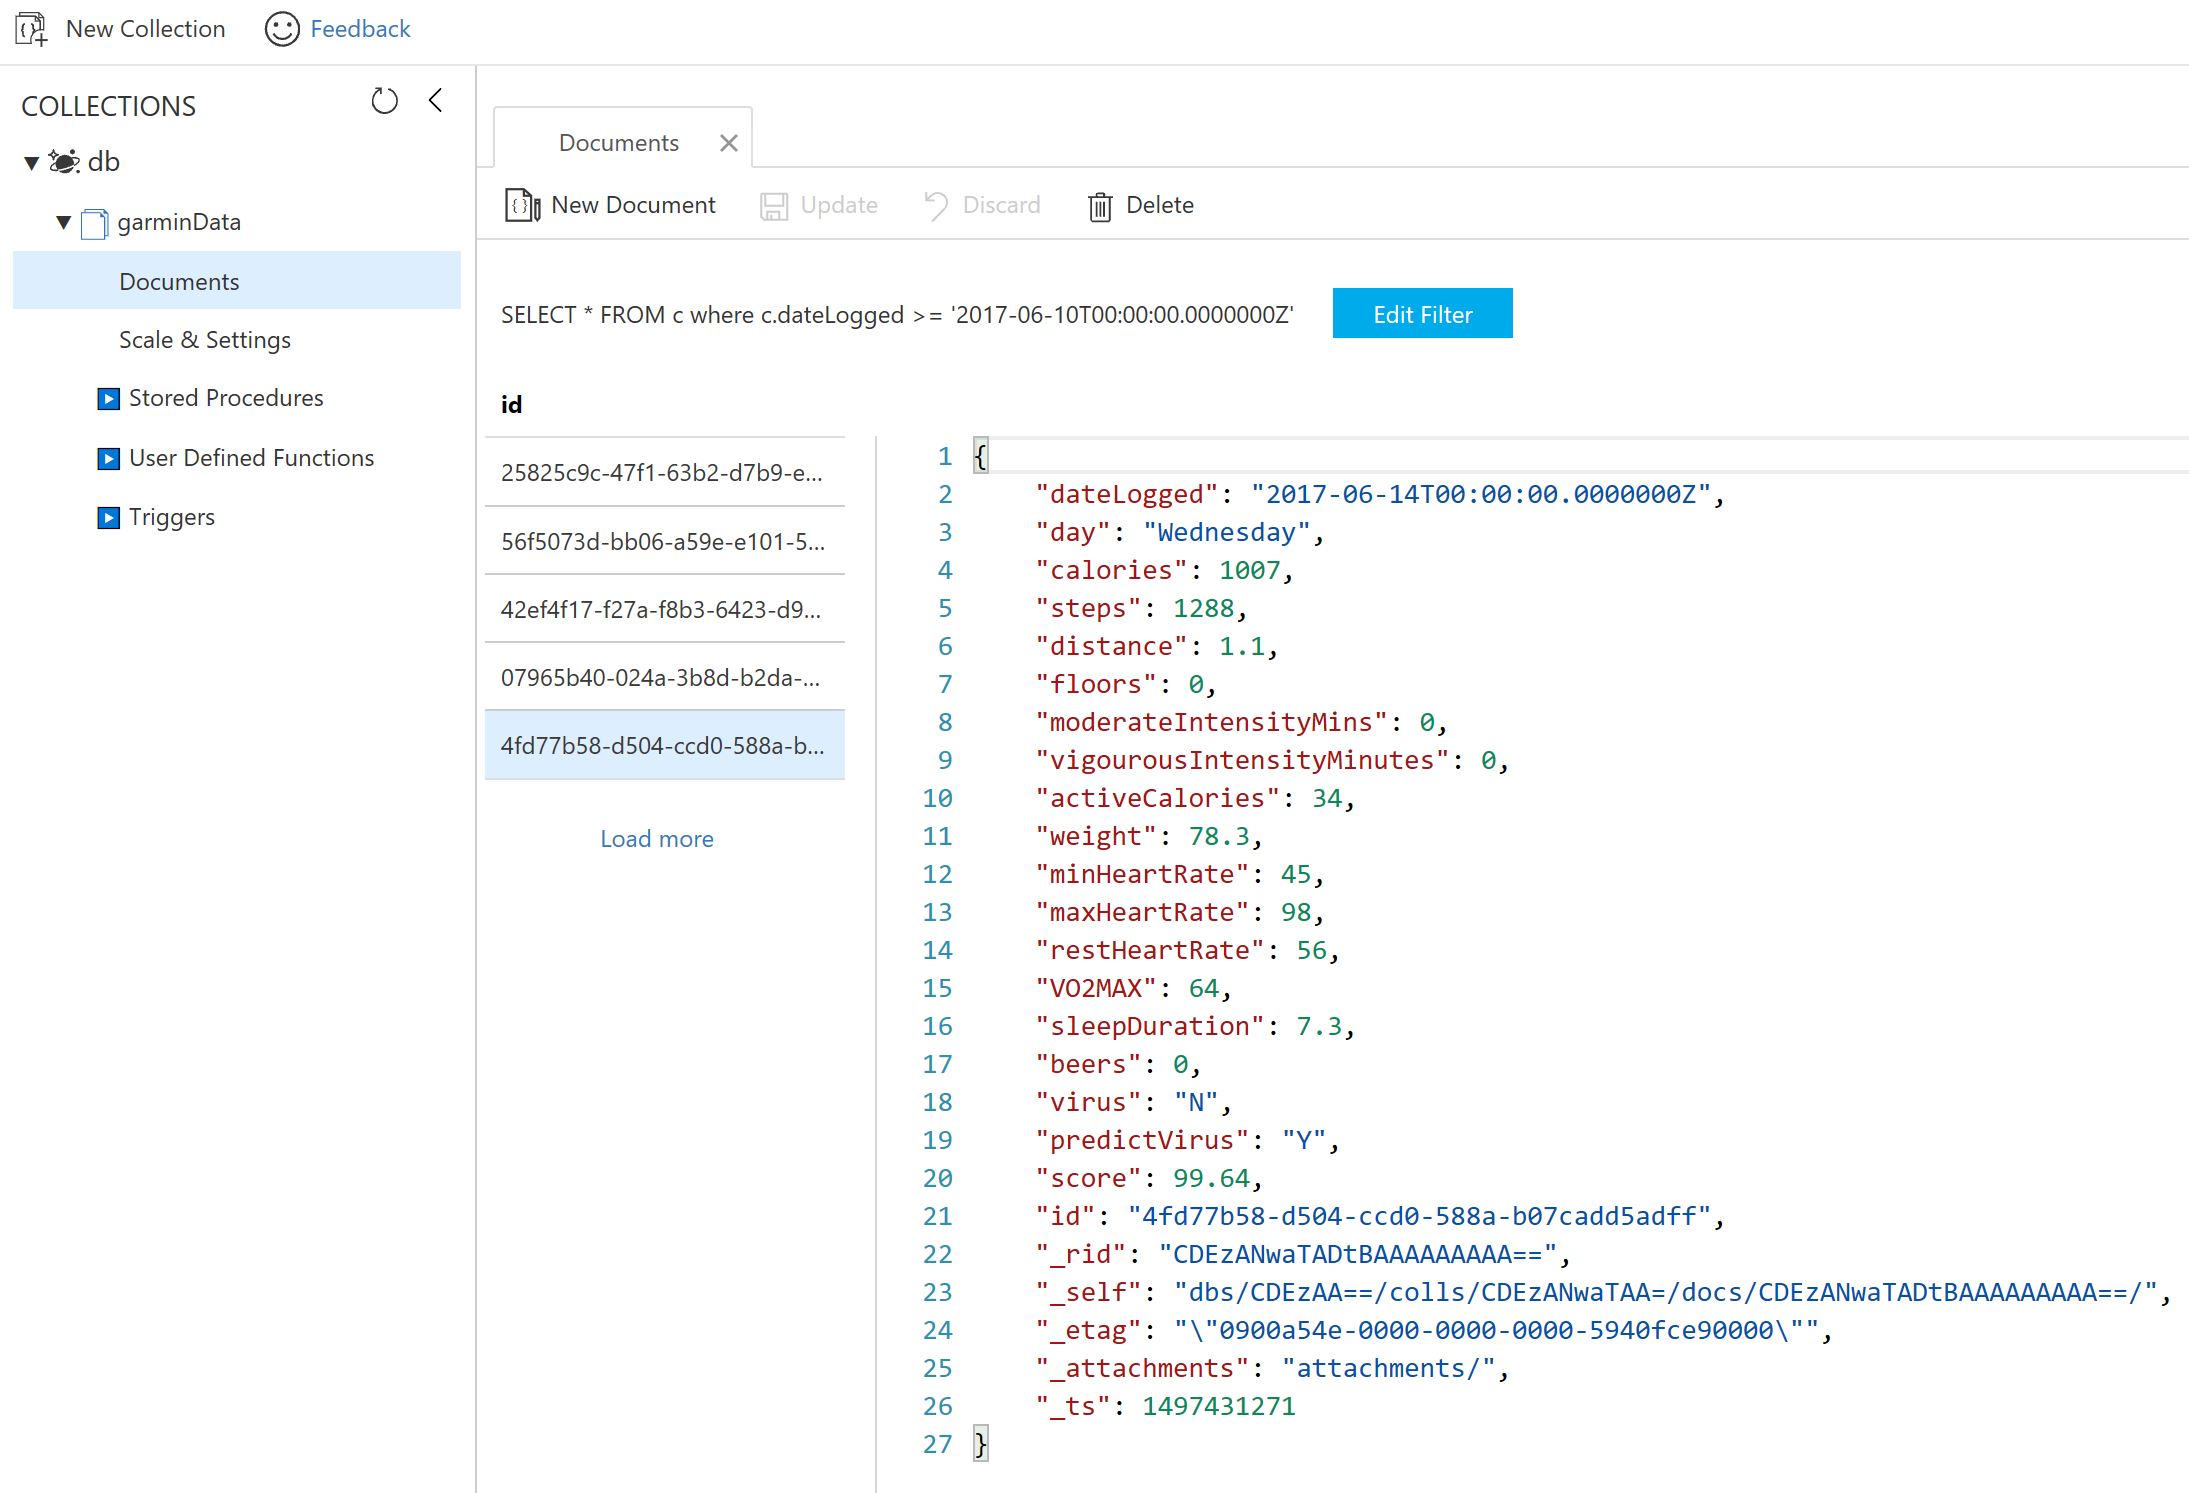 New Collection Feedback
COLLECTIONS
db
garminData
Documents
Scale & Settings
Stored Procedures
User Defined Functions
Triggers
Documents
New Document Update Discard Delete
SELECT * FROM c where c.dateLogged >= '2017-06-10T00:00:00.0000000Z' Edit Filter
id
25825c9c-47f1-63b2-d7b9-e...
56f5073d-bb06-a59e-e101-5...
42ef4f17-f27a-f8b3-6423-d9...
07965b40-024a-3b8d-b2da-...
4fd77b58-d504-ccd0-588a-b...
Load more
1 {
2 "dateLogged": "2017-06-14T00:00:00.0000000Z",
3 "day": "Wednesday",
4 "calories": 1007,
5 "steps": 1288,
6 "distance": 1.1,
7 "floors": 0,
8 "moderateIntensityMins": 0,
9 "vigourousIntensityMinutes": 0,
10 "activeCalories": 34,
11 "weight": 78.3,
12 "minHeartRate": 45,
13 "maxHeartRate": 98,
14 "restHeartRate": 56,
15 "VO2MAX": 64,
16 "sleepDuration": 7.3,
17 "beers": 0,
18 "virus": "N",
19 "predictVirus": "Y",
20 "score": 99.64,
21 "id": "4fd77b58-d504-ccd0-588a-b07cadd5adff",
22 "_rid": "CDEzANwaTADtBAAAAAAAAA==",
23 "_self": "dbs/CDEzAA==/colls/CDEzANwaTAA=/docs/CDEzANwaTADtBAAAAAAAAA==/",
24 "_etag": "\"0900a54e-0000-0000-0000-5940fce90000\"",
25 "_attachments": "attachments/",
26 "_ts": 1497431271
27 }